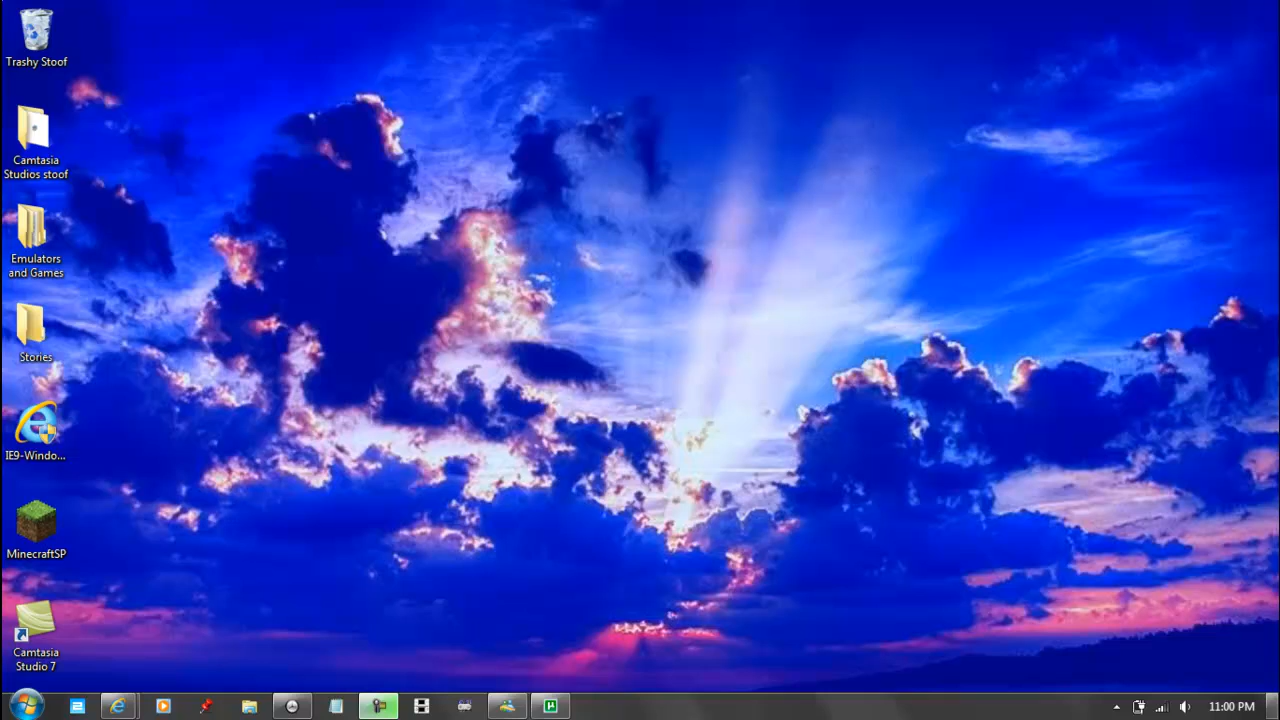 Trashy Stoof
Camtasia
Studios stoof
Emulators
and Games
Stories
IE9-Windo...
MinecraftSP
Camtasia
Studio 7
11:00 PM